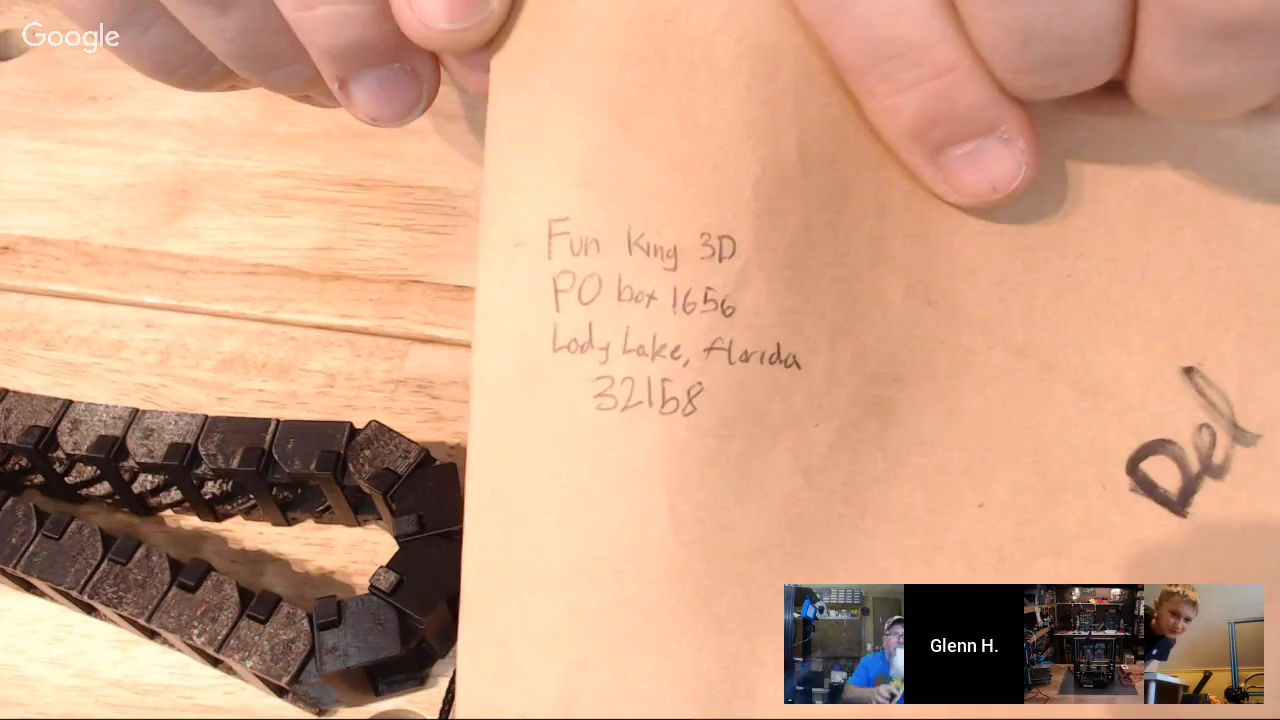 Google
Fun King 3D
PO box 1656
Lody Lake, florida
32158
Del
Glenn H.